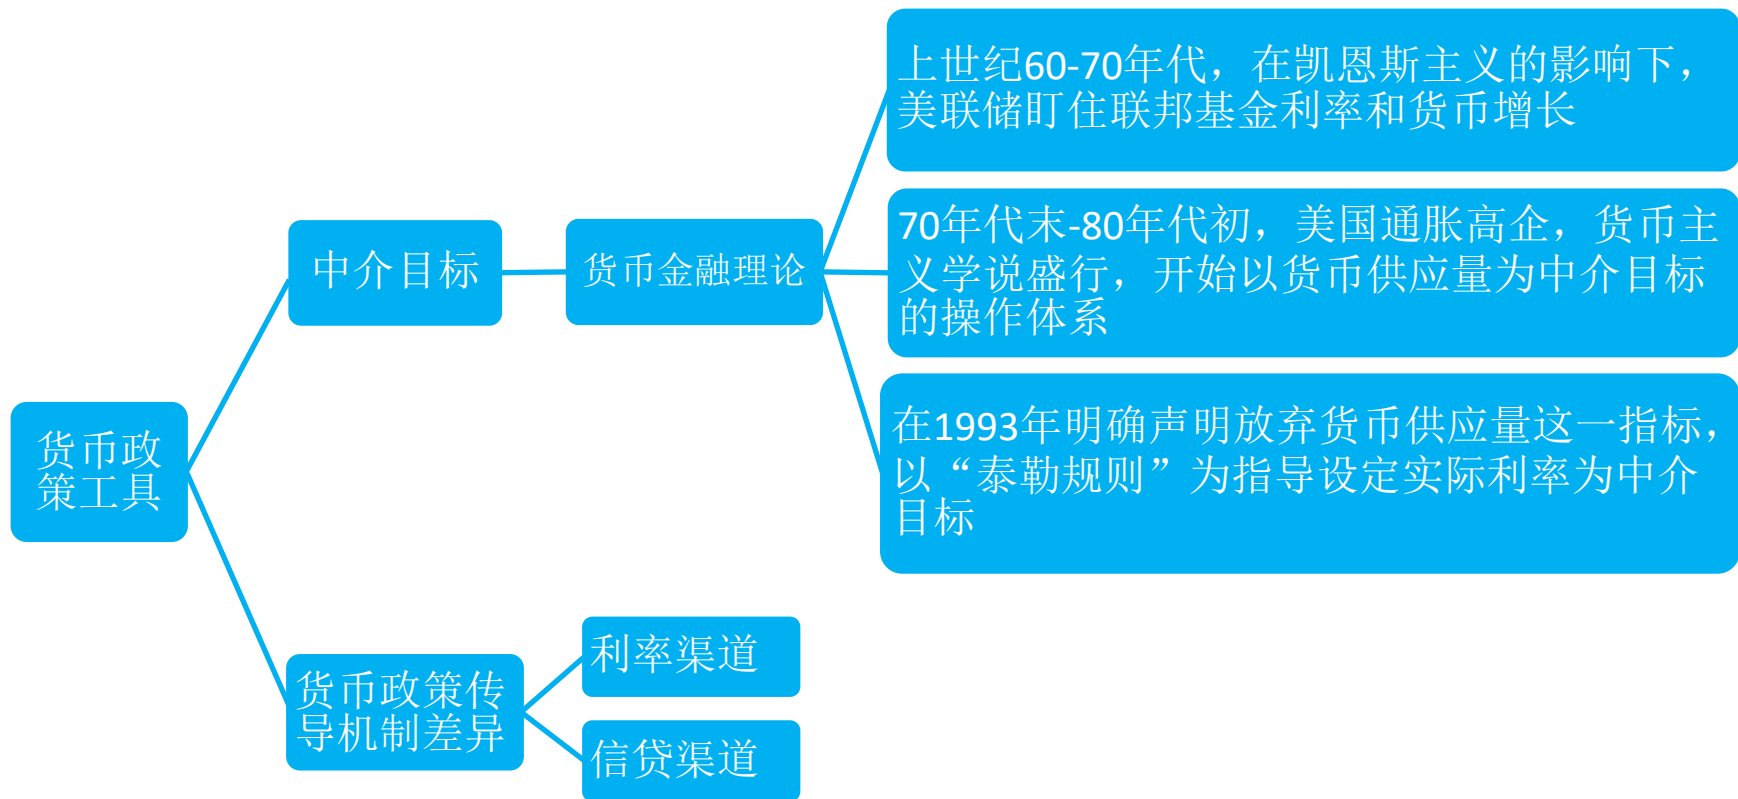 货币政
策工具
中介目标
货币金融理论
上世纪60-70年代，在凯恩斯主义的影响下，
美联储盯住联邦基金利率和货币增长
70年代末-80年代初，美国通胀高企，货币主
义学说盛行，开始以货币供应量为中介目标
的操作体系
在1993年明确声明放弃货币供应量这一指标，
以“泰勒规则”为指导设定实际利率为中介
目标
货币政策传
导机制差异
利率渠道
信贷渠道